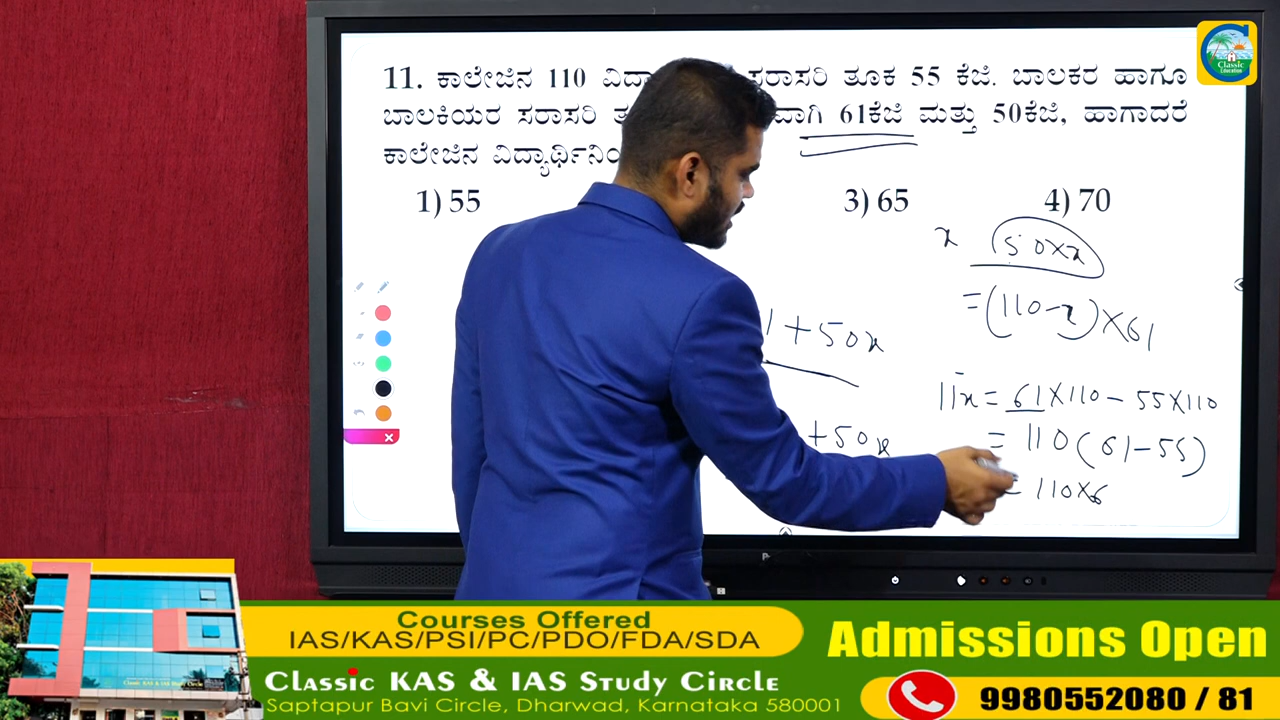 11. ಕಾಲೇಜಿನ 110 ಸರಾಸರಿ ತೂಕ 55 ಕೆಜಿ. ಬಾಲಕರ ಹಾಗೂ
ಬಾಲಕಿಯರ ಸರಾಸರಿ 61ಕೆಜಿ ಮತ್ತು 50ಕೆಜಿ, ಹಾಗಾದರೆ
ಕಾಲೇಜಿನ
1) 55 3) 65 4) 70
x 50×x
=(110-x)×61
+50x
11x = 61×110 - 55×110
+50x
= 110(61-55)
110×6
Classic
Education
Courses Offered
IAS/KAS/PSI/PC/PDO/FDA/SDA
Classic KAS & IAS Study Circle
Saptapur Bavi Circle, Dharwad, Karnataka 580001
Admissions Open
9980552080 / 81